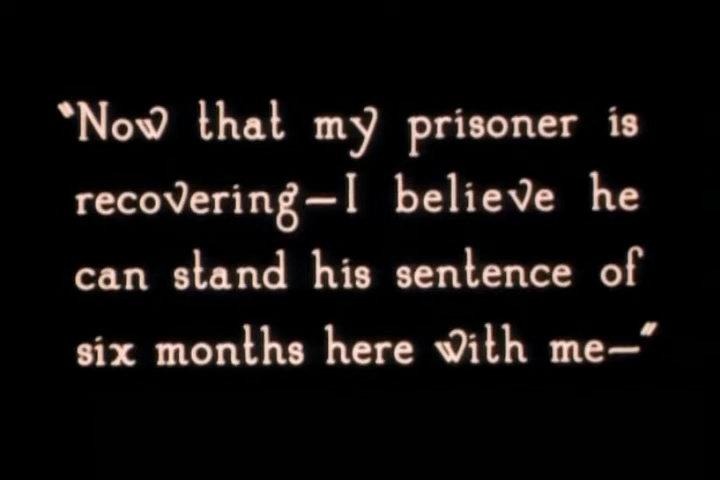 "Now that my prisoner is
recovering—I believe he
can stand his sentence of
six months here with me—"